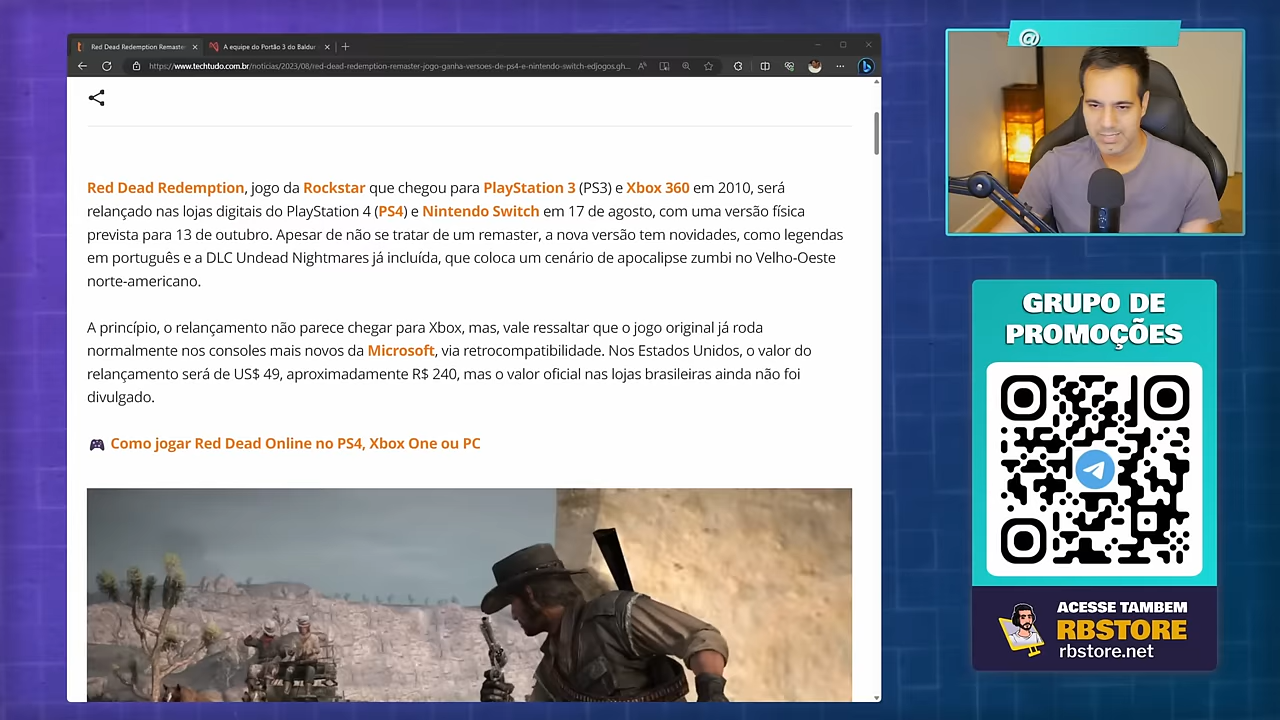 Red Dead Redemption Remaste
A equipe do Portão 3 do Baldur
https://www.techtudo.com.br/noticias/2023/08/red-dead-redemption-remaster-jogo-ganha-versoes-de-ps4-e-nintendo-switch-edjogos.gh...
Red Dead Redemption, jogo da Rockstar que chegou para PlayStation 3 (PS3) e Xbox 360 em 2010, será
relançado nas lojas digitais do PlayStation 4 (PS4) e Nintendo Switch em 17 de agosto, com uma versão física
prevista para 13 de outubro. Apesar de não se tratar de um remaster, a nova versão tem novidades, como legendas
em português e a DLC Undead Nightmares já incluída, que coloca um cenário de apocalipse zumbi no Velho-Oeste
norte-americano.
A princípio, o relançamento não parece chegar para Xbox, mas, vale ressaltar que o jogo original já roda
normalmente nos consoles mais novos da Microsoft, via retrocompatibilidade. Nos Estados Unidos, o valor do
relançamento será de US$ 49, aproximadamente R$ 240, mas o valor oficial nas lojas brasileiras ainda não foi
divulgado.
Como jogar Red Dead Online no PS4, Xbox One ou PC
@
GRUPO DE
PROMOÇÕES
ACESSE TAMBEM
RBSTORE
rbstore.net